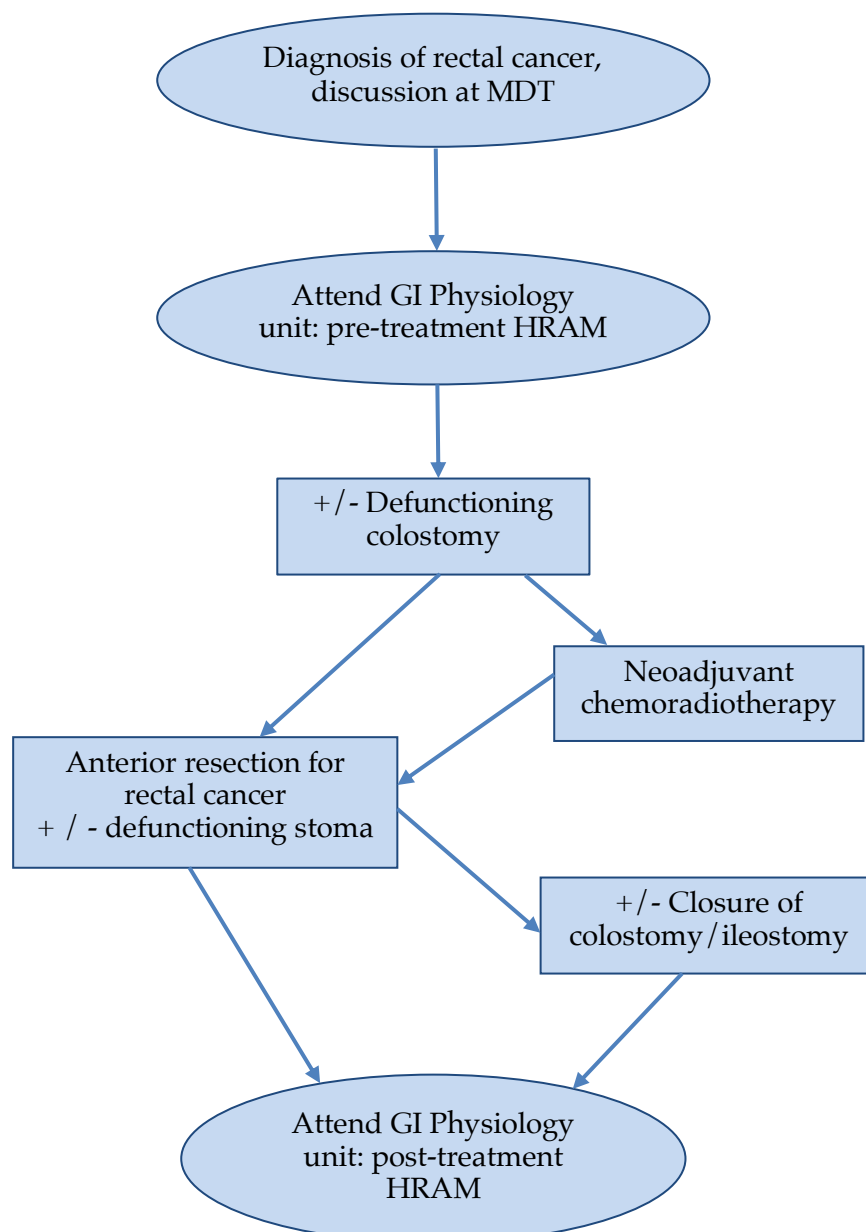 Diagnosis of rectal cancer,
discussion at MDT
Attend GI Physiology
unit: pre-treatment HRAM
+/- Defunctioning
colostomy
Neoadjuvant
chemoradiotherapy
Anterior resection for
rectal cancer
+ / - defunctioning stoma
+/- Closure of
colostomy/ileostomy
Attend GI Physiology
unit: post-treatment
HRAM